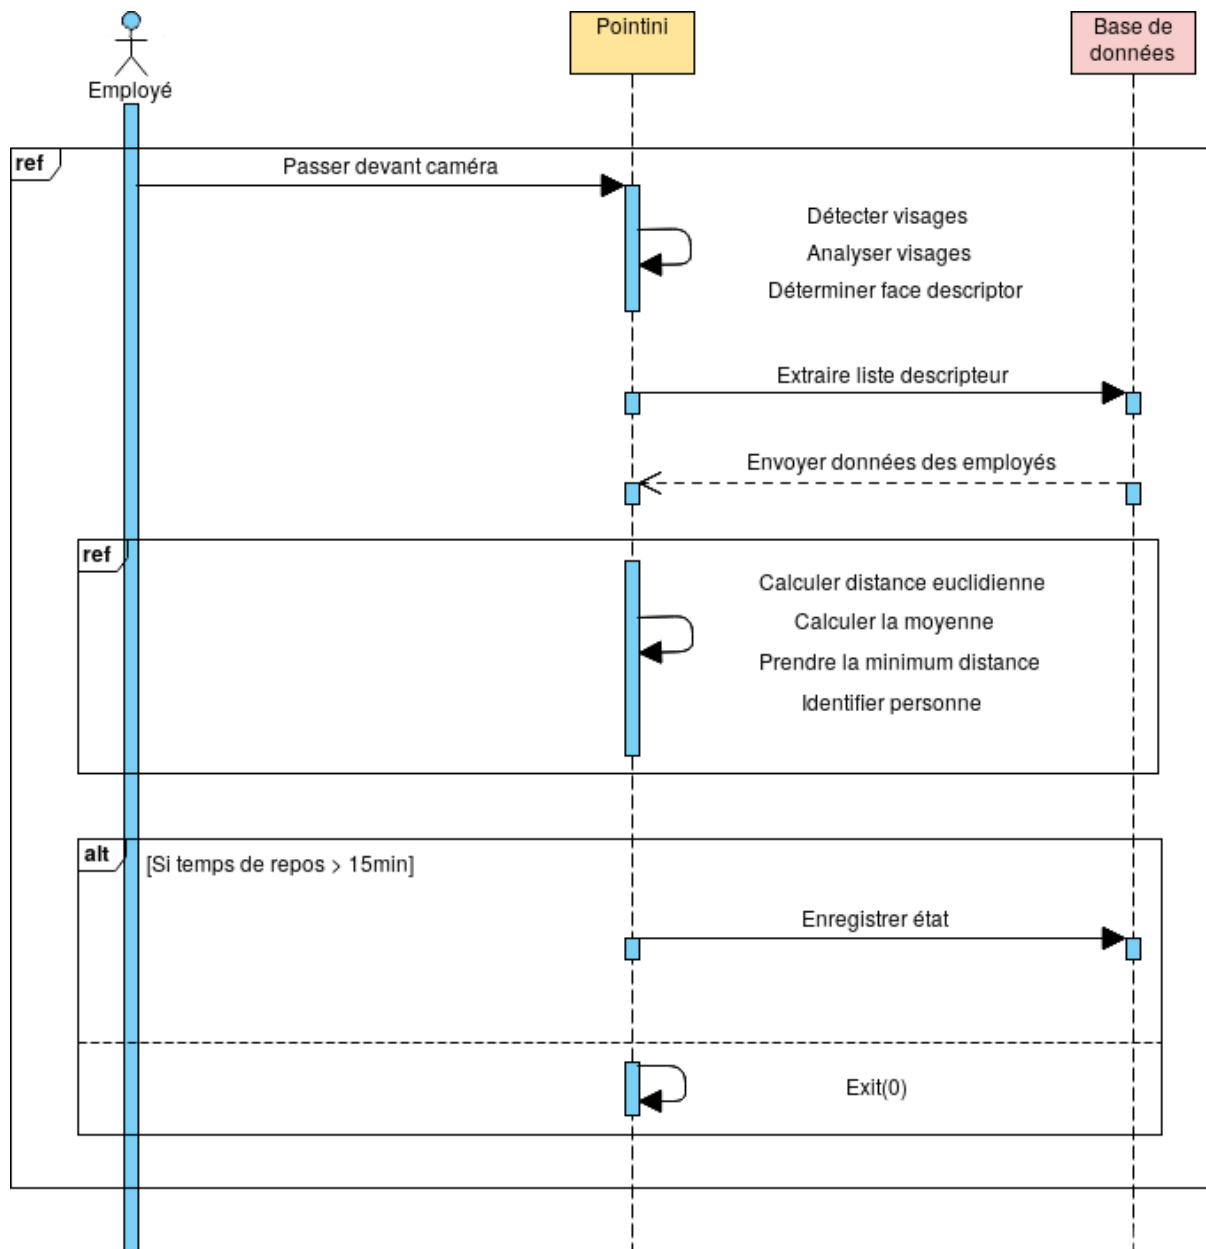 Employé
Pointini
Base de
données
ref
Passer devant caméra
Détecter visages
Analyser visages
Déterminer face descriptor
Extraire liste descripteur
Envoyer données des employés
ref
Calculer distance euclidienne
Calculer la moyenne
Prendre la minimum distance
Identifier personne
alt
[Si temps de repos > 15min]
Enregistrer état
Exit(0)